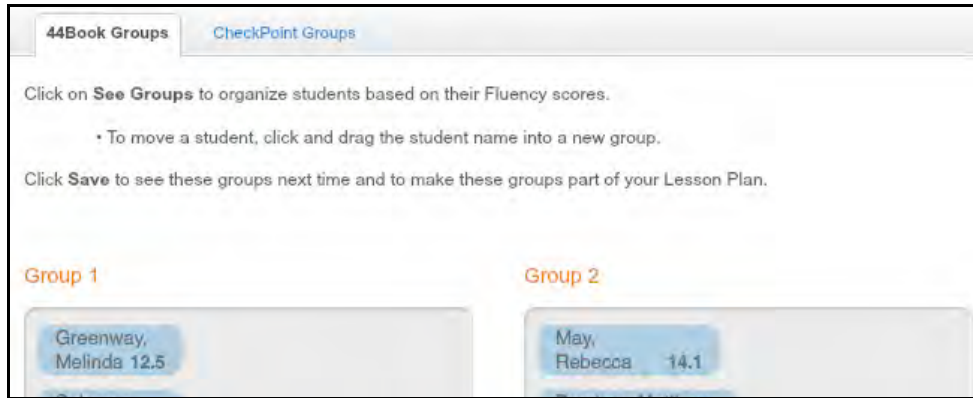 44Book Groups CheckPoint Groups
Click on See Groups to organize students based on their Fluency scores.
• To move a student, click and drag the student name into a new group.
Click Save to see these groups next time and to make these groups part of your Lesson Plan.
Group 1 Group 2
Greenway, May,
Melinda 12.5 Rebecca 14.1